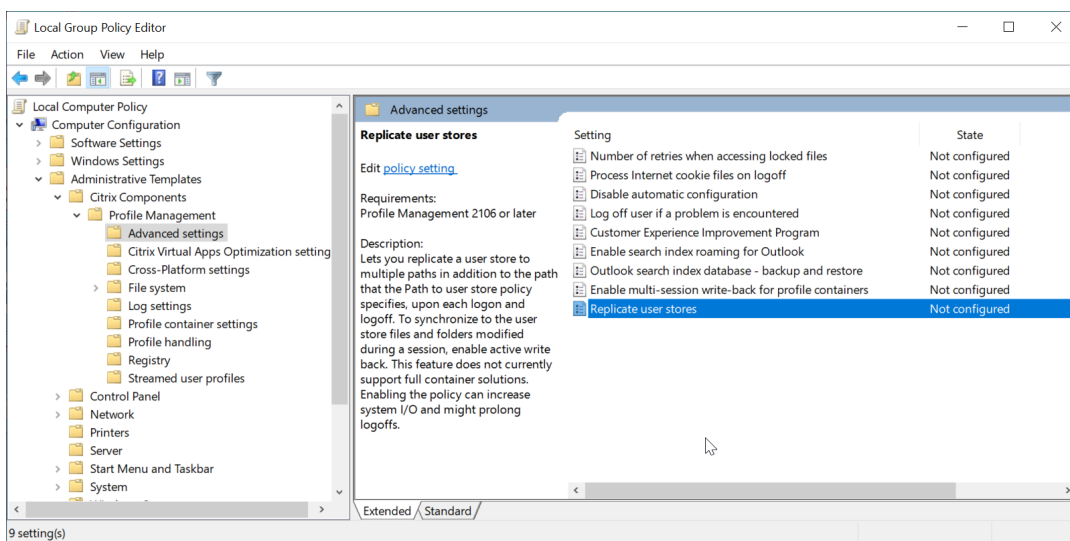 Local Group Policy Editor
File Action View Help
Local Computer Policy
Computer Configuration
Software Settings
Windows Settings
Administrative Templates
Citrix Components
Profile Management
Advanced settings
Citrix Virtual Apps Optimization setting
Cross-Platform settings
File system
Log settings
Profile container settings
Profile handling
Registry
Streamed user profiles
Control Panel
Network
Printers
Server
Start Menu and Taskbar
System
Advanced settings
Replicate user stores
Edit policy setting
Requirements:
Profile Management 2106 or later
Description:
Lets you replicate a user store to
multiple paths in addition to the path
that the Path to user store policy
specifies, upon each logon and
logoff. To synchronize to the user
store files and folders modified
during a session, enable active write
back. This feature does not currently
support full container solutions.
Enabling the policy can increase
system I/O and might prolong
logoffs.
Setting State
Number of retries when accessing locked files Not configured
Process Internet cookie files on logoff Not configured
Disable automatic configuration Not configured
Log off user if a problem is encountered Not configured
Customer Experience Improvement Program Not configured
Enable search index roaming for Outlook Not configured
Outlook search index database - backup and restore Not configured
Enable multi-session write-back for profile containers Not configured
Replicate user stores Not configured
Extended Standard
9 setting(s)